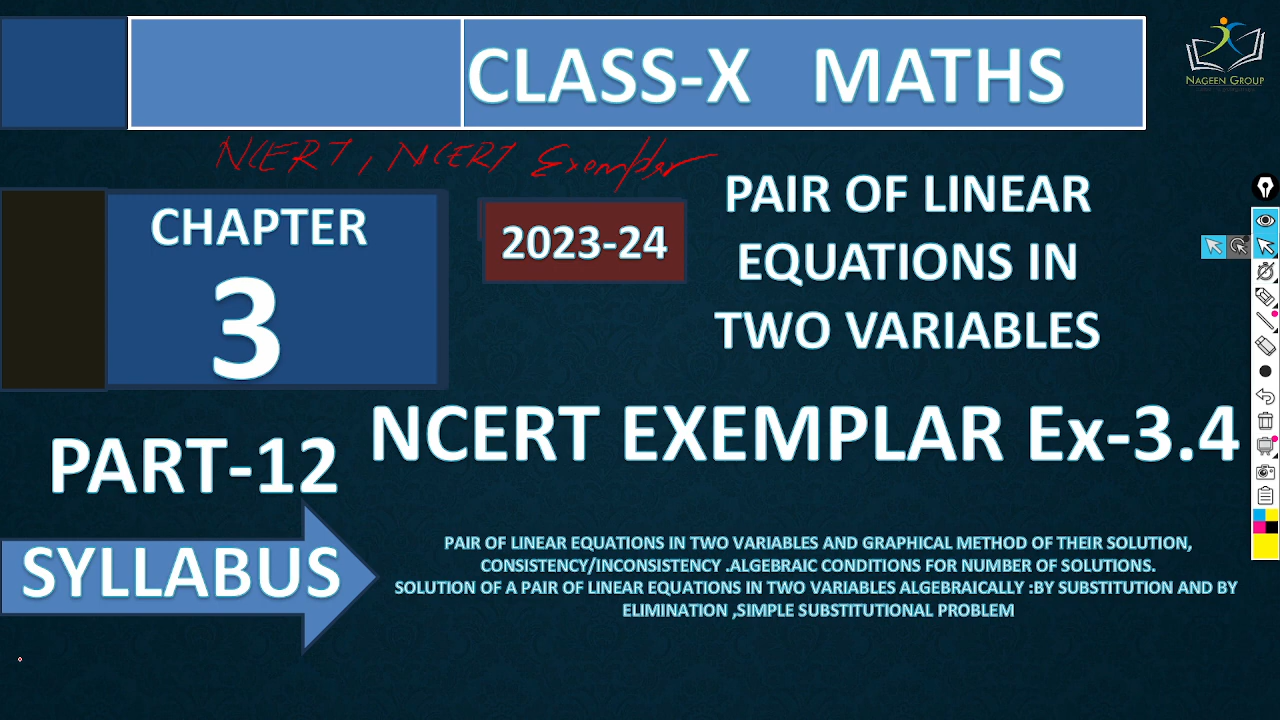 CLASS-X MATHS
NAGEEN GROUP
NCERT, NCERT Exempler
CHAPTER
3
2023-24
PAIR OF LINEAR
EQUATIONS IN
TWO VARIABLES
PART-12
NCERT EXEMPLAR Ex-3.4
SYLLABUS
PAIR OF LINEAR EQUATIONS IN TWO VARIABLES AND GRAPHICAL METHOD OF THEIR SOLUTION,
CONSISTENCY/INCONSISTENCY .ALGEBRAIC CONDITIONS FOR NUMBER OF SOLUTIONS.
SOLUTION OF A PAIR OF LINEAR EQUATIONS IN TWO VARIABLES ALGEBRAICALLY :BY SUBSTITUTION AND BY
ELIMINATION ,SIMPLE SUBSTITUTIONAL PROBLEM